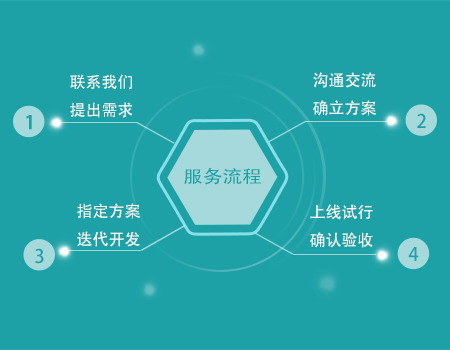 联系我们
提出需求
1
沟通交流
确立方案
2
服务流程
指定方案
迭代开发
3
上线试行
确认验收
4